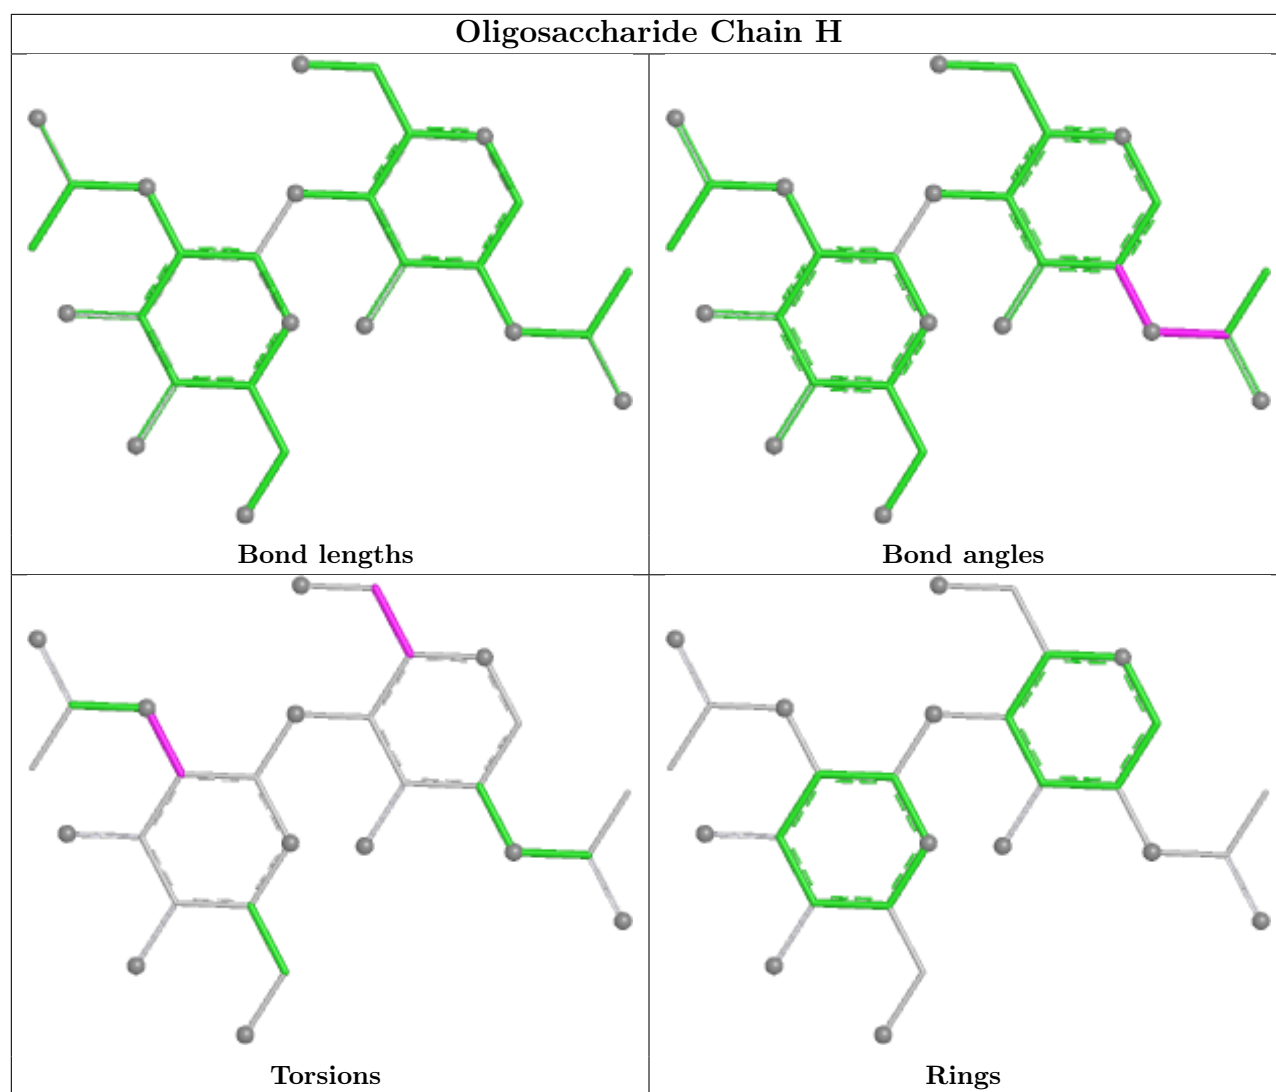 Oligosaccharide Chain H
Bond lengths
Bond angles
Torsions
Rings